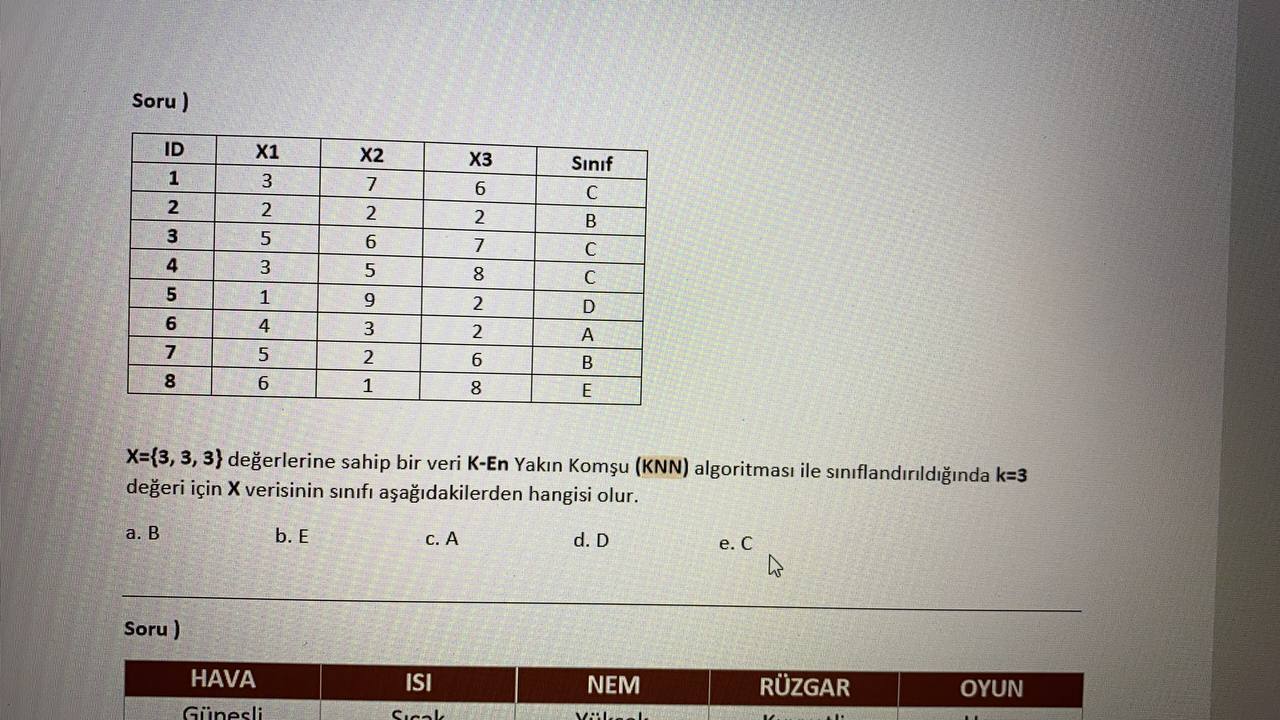 Soru )
ID X1 X2 X3 Sınıf
1 3 7 6 C
2 2 2 2 B
3 5 6 7 C
4 3 5 8 C
5 1 9 2 D
6 4 3 2 A
7 5 2 6 B
8 6 1 8 E
X={3, 3, 3} değerlerine sahip bir veri K-En Yakın Komşu (KNN) algoritması ile sınıflandırıldığında k=3
değeri için X verisinin sınıfı aşağıdakilerden hangisi olur.
a. B b. E c. A d. D e. C
Soru )
HAVA ISI NEM RÜZGAR OYUN
Güneşli Sıcak Yüksek